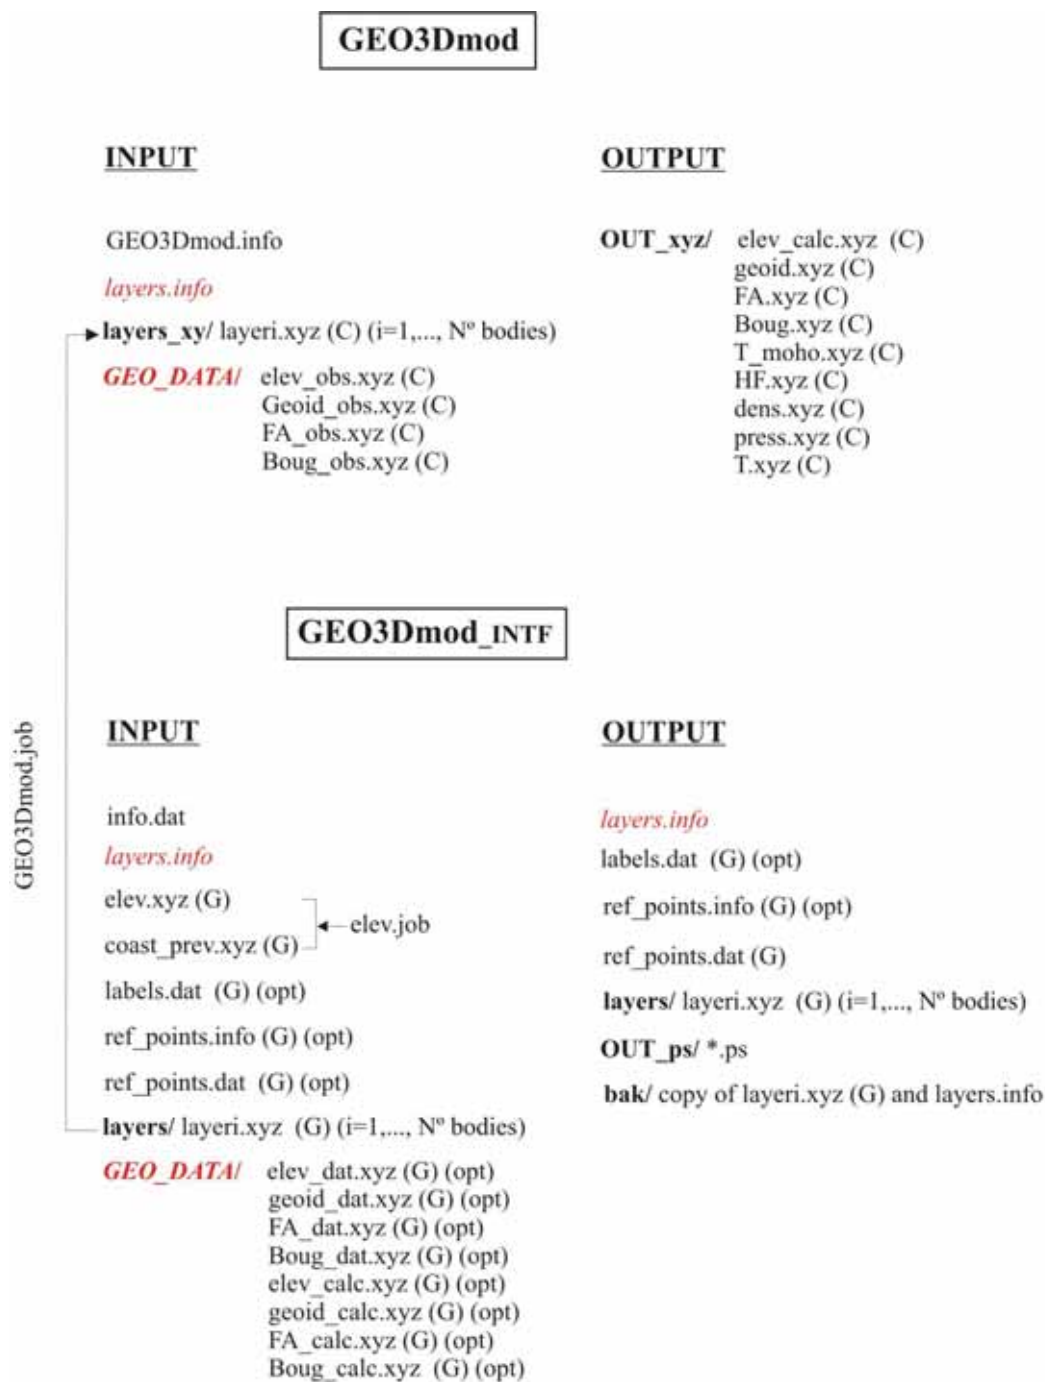 GEO3Dmod
INPUT
GEO3Dmod.info
layers.info
layers_xy/ layeri.xyz (C) (i=1,..., Nº bodies)
GEO_DATA/ elev_obs.xyz (C)
Geoid_obs.xyz (C)
FA_obs.xyz (C)
Boug_obs.xyz (C)
OUTPUT
OUT_xyz/ elev_calc.xyz (C)
geoid.xyz (C)
FA.xyz (C)
Boug.xyz (C)
T_moho.xyz (C)
HF.xyz (C)
dens.xyz (C)
press.xyz (C)
T.xyz (C)
GEO3Dmod.job
GEO3Dmod_INTF
INPUT
info.dat
layers.info
elev.xyz (G)
coast_prev.xyz (G)
elev.job
labels.dat (G) (opt)
ref_points.info (G) (opt)
ref_points.dat (G) (opt)
layers/ layeri.xyz (G) (i=1,..., Nº bodies)
GEO_DATA/ elev_dat.xyz (G) (opt)
geoid_dat.xyz (G) (opt)
FA_dat.xyz (G) (opt)
Boug_dat.xyz (G) (opt)
elev_calc.xyz (G) (opt)
geoid_calc.xyz (G) (opt)
FA_calc.xyz (G) (opt)
Boug_calc.xyz (G) (opt)
OUTPUT
layers.info
labels.dat (G) (opt)
ref_points.info (G) (opt)
ref_points.dat (G)
layers/ layeri.xyz (G) (i=1,..., Nº bodies)
OUT_ps/ *.ps
bak/ copy of layeri.xyz (G) and layers.info